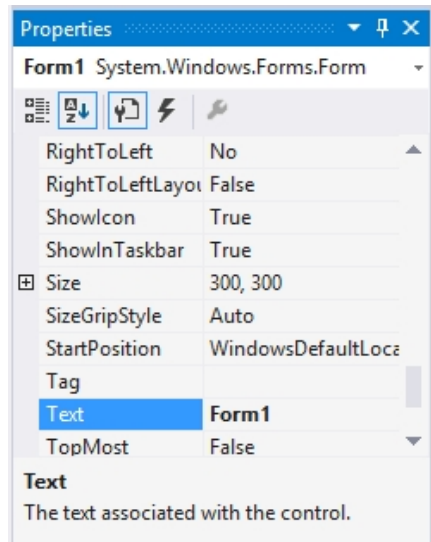 Properties
Form1 System.Windows.Forms.Form
RightToLeft No
RightToLeftLayou False
ShowIcon True
ShowInTaskbar True
Size 300, 300
SizeGripStyle Auto
StartPosition WindowsDefaultLoca
Tag
Text Form1
TopMost False
Text
The text associated with the control.